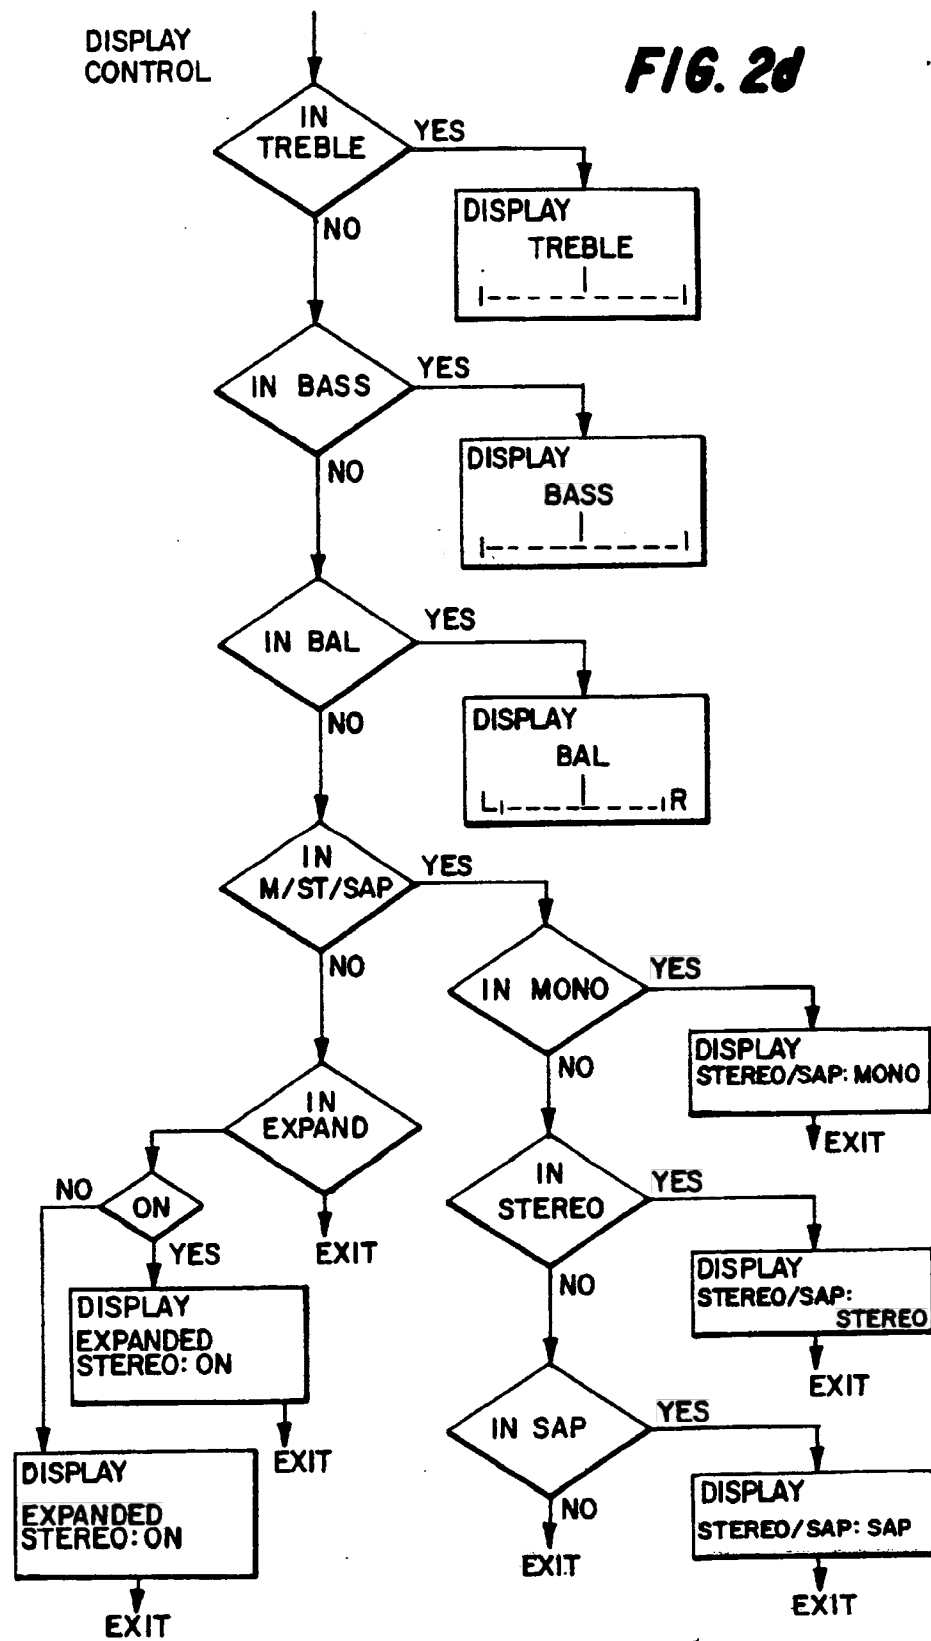 DISPLAY
CONTROL
FIG. 2d
IN
TREBLE
YES
NO
DISPLAY
TREBLE
IN BASS
YES
NO
DISPLAY
BASS
IN BAL
YES
NO
DISPLAY
BAL
L R
IN
M/ST/SAP
YES
NO
IN MONO
YES
NO
DISPLAY
STEREO/SAP: MONO
EXIT
IN
EXPAND
EXIT
IN
STEREO
YES
NO
DISPLAY
STEREO/SAP:
STEREO
EXIT
NO
ON
YES
DISPLAY
EXPANDED
STEREO: ON
EXIT
IN SAP
YES
NO
EXIT
DISPLAY
STEREO/SAP: SAP
EXIT
DISPLAY
EXPANDED
STEREO: ON
EXIT